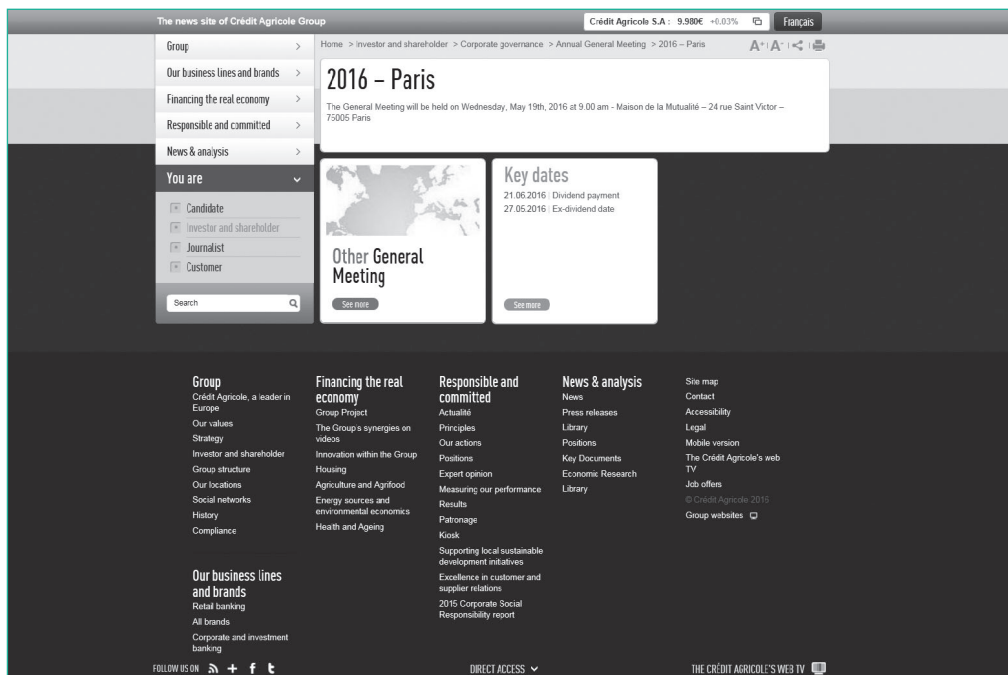 The news site of Crédit Agricole Group
Crédit Agricole S.A : 9.980€ +0.03%
Français
Group
Our business lines and brands
Financing the real economy
Responsible and committed
News & analysis
You are
Candidate
Investor and shareholder
Journalist
Customer
Search
Home > Investor and shareholder > Corporate governance > Annual General Meeting > 2016 – Paris
A+ A-
2016 – Paris
The General Meeting will be held on Wednesday, May 19th, 2016 at 9.00 am - Maison de la Mutualité – 24 rue Saint Victor –
75005 Paris
Other General
Meeting
See more
Key dates
21.06.2016 | Dividend payment
27.05.2016 | Ex-dividend date
See more
Group
Crédit Agricole, a leader in
Europe
Our values
Strategy
Investor and shareholder
Group structure
Our locations
Social networks
History
Compliance
Our business lines
and brands
Retail banking
All brands
Corporate and investment
banking
Financing the real
economy
Group Project
The Group's synergies on
videos
Innovation within the Group
Housing
Agriculture and Agrifood
Energy sources and
environmental economics
Health and Ageing
Responsible and
committed
Actualité
Principles
Our actions
Positions
Expert opinion
Measuring our performance
Results
Patronage
Kiosk
Supporting local sustainable
development initiatives
Excellence in customer and
supplier relations
2015 Corporate Social
Responsibility report
News & analysis
News
Press releases
Library
Positions
Key Documents
Economic Research
Library
Site map
Contact
Accessibility
Legal
Mobile version
The Crédit Agricole's web
TV
Job offers
© Crédit Agricole 2016
Group websites
FOLLOW US ON
DIRECT ACCESS
THE CRÉDIT AGRICOLE'S WEB TV